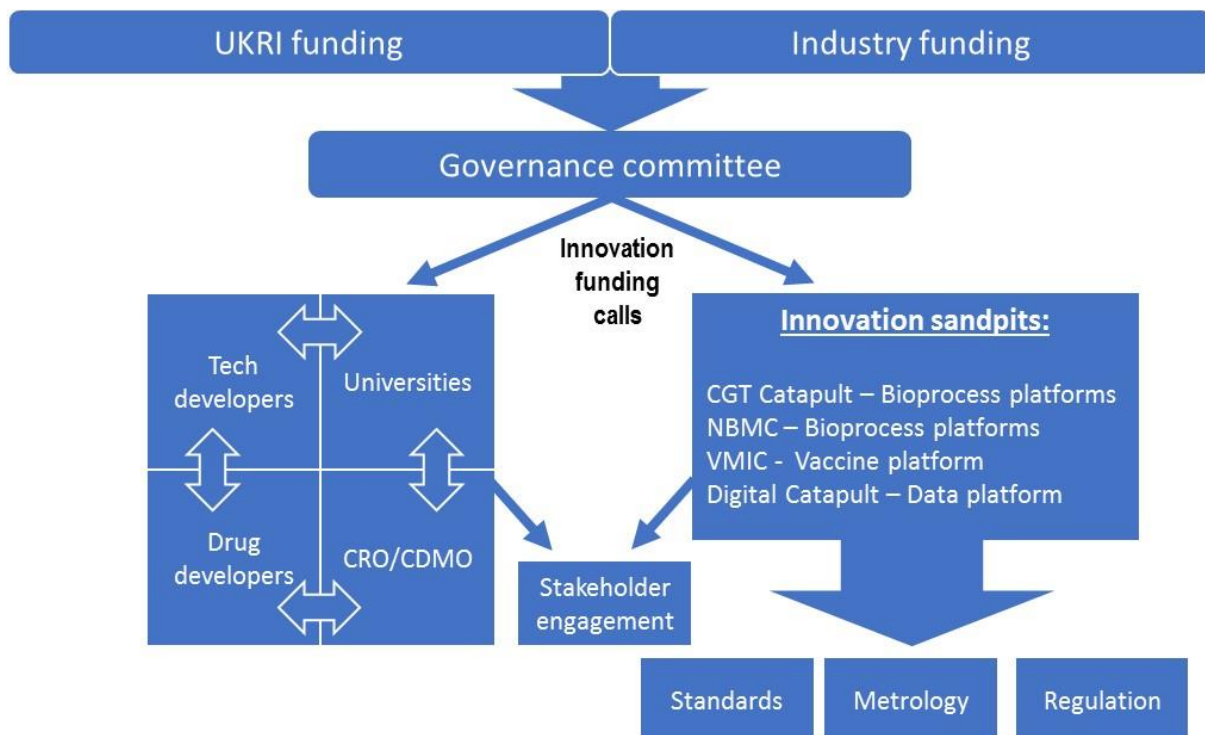 UKRI funding
Industry funding
Governance committee
Innovation
funding
calls
Tech
developers
Universities
Drug
developers
CRO/CDMO
Innovation sandpits:
CGT Catapult – Bioprocess platforms
NBMC – Bioprocess platforms
VMIC - Vaccine platform
Digital Catapult – Data platform
Stakeholder
engagement
Standards
Metrology
Regulation